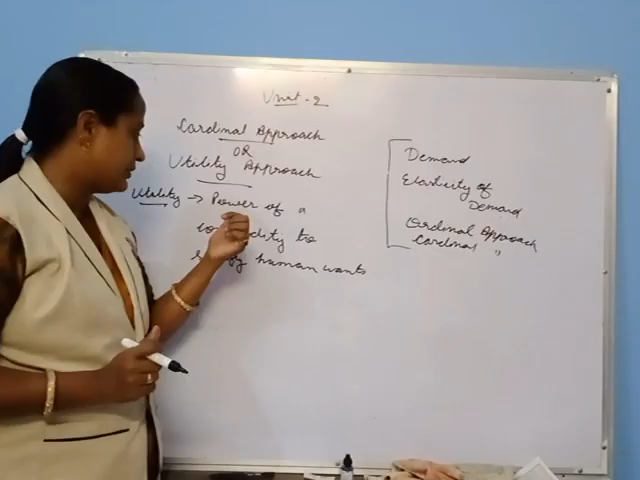 Unit - 2
Cardinal Approach
OR
Utility Approach
Utility → Power of a
to
human wants
Demand
Elasticity of
Demand
Cardinal Approach
Cardinal "